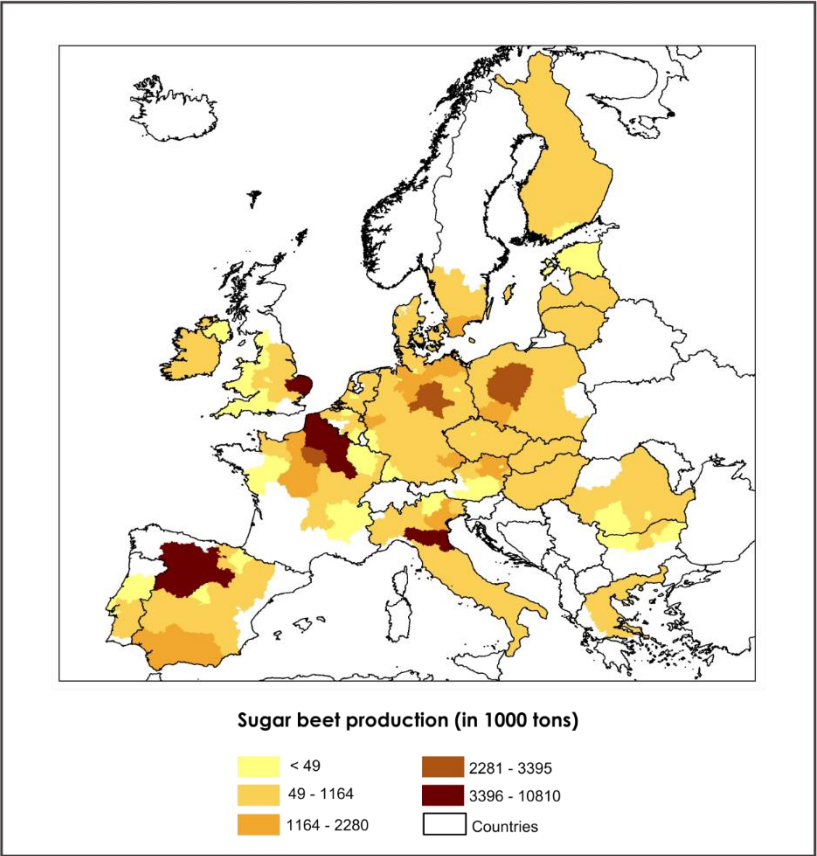 Sugar beet production (in 1000 tons)
< 49
49 - 1164
1164 - 2280
2281 - 3395
3396 - 10810
Countries